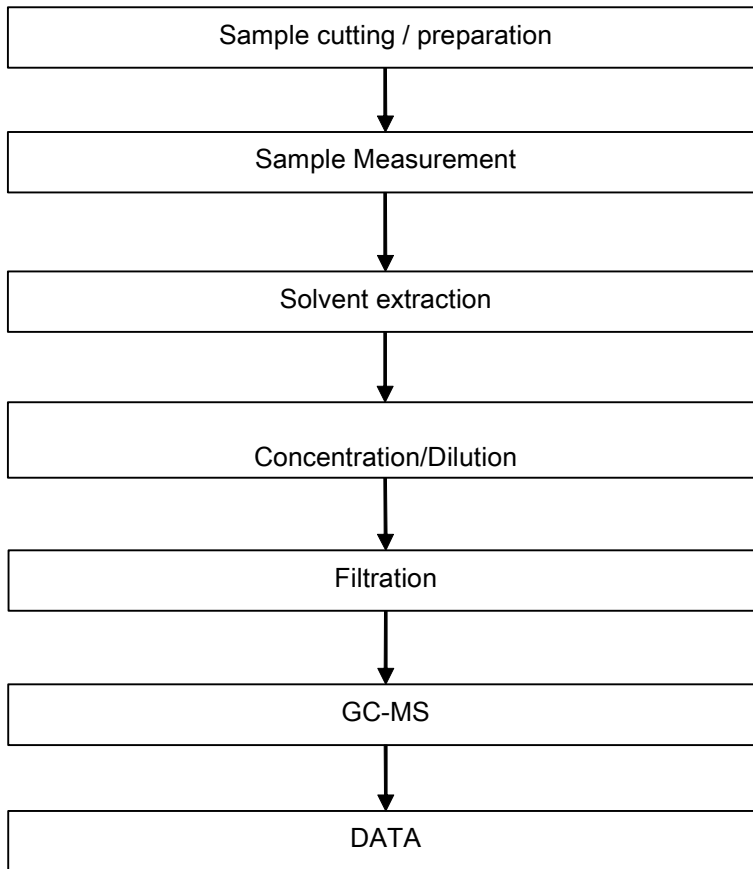 Sample cutting / preparation
Sample Measurement
Solvent extraction
Concentration/Dilution
Filtration
GC-MS
DATA